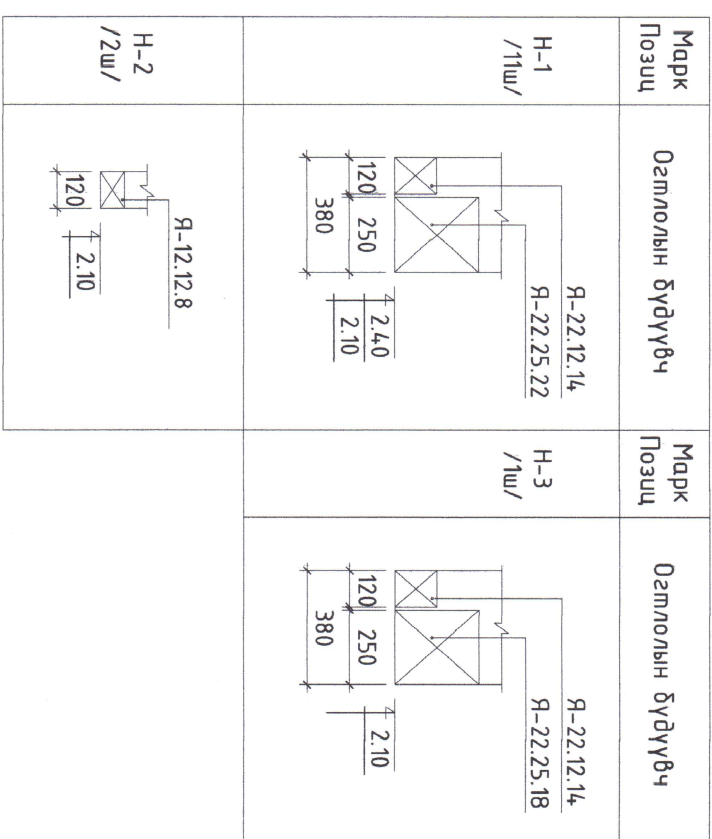 Марк
Позиц
Огтлолын бүдүүвч
Марк
Позиц
Огтлолын бүдүүвч
Н-1
/11ш/
Я-22.12.14
Я-22.25.22
120
250
380
2.40
2.10
Н-3
/1ш/
Я-22.12.14
Я-22.25.18
120
250
380
2.10
Н-2
/2ш/
Я-12.12.8
120
2.10